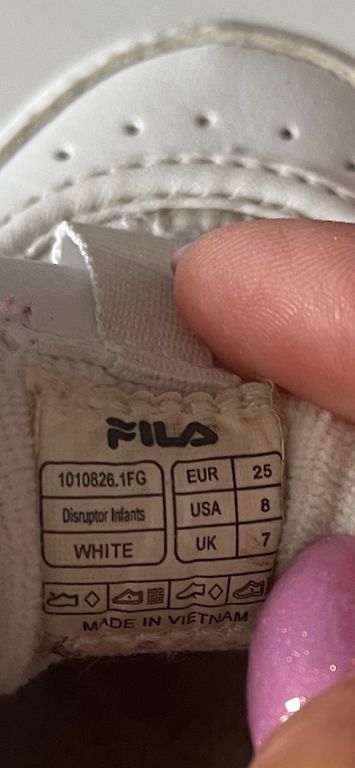 FILA
1010826.1FG
Disruptor Infants
WHITE
EUR 25
USA 8
UK 7
MADE IN VIETNAM